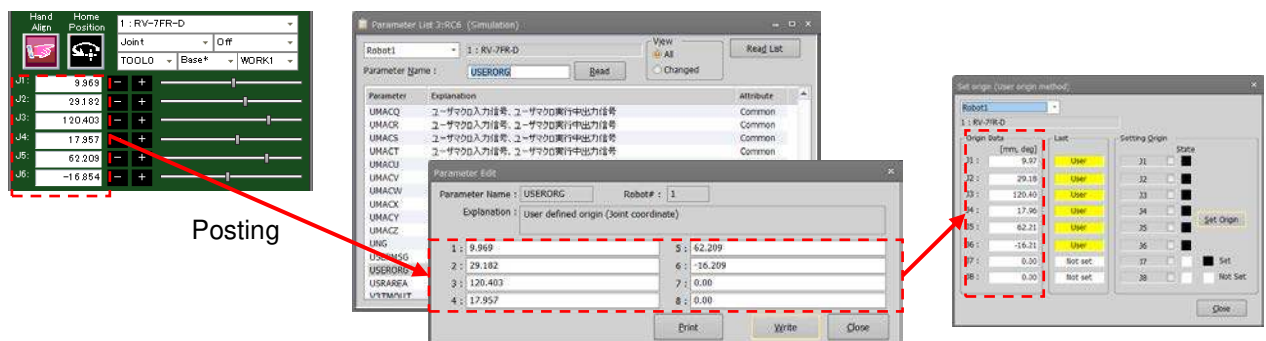 Hand Align
Home Position
1 : RV-7FR-D
Joint
Off
TOOL0
Base*
WORK1
J1: 9.969 - +
J2: 29.182 - +
J3: 120.403 - +
J4: 17.957 - +
J5: 62.209 - +
J6: -16.854 - +
Posting
Parameter List 3:RC6 (Simulation)
Robot1
1 : RV-7FR-D
View
All
Changed
Read List
Parameter Name :
USERORG
Read
Parameter Explanation Attribute
UMACQ ユーザマクロ入力信号、ユーザマクロ実行中出力信号 Common
UMACR ユーザマクロ入力信号、ユーザマクロ実行中出力信号 Common
UMACS ユーザマクロ入力信号、ユーザマクロ実行中出力信号 Common
UMACT ユーザマクロ入力信号、ユーザマクロ実行中出力信号 Common
UMACU
UMACV
UMACW
UMACX
UMACY
UMACZ
UNG
USERMSG
USERORG
USRAREA
V3TMOUT
Parameter Edit
Parameter Name : USERORG Robot# : 1
Explanation : User defined origin (Joint coordinate)
1 : 9.969 5 : 62.209
2 : 29.182 6 : -16.209
3 : 120.403 7 : 0.00
4 : 17.957 8 : 0.00
Print Write Close
Set origin (User origin method)
Robot1
1 : RV-7FR-D
Origin Data Last Setting Origin
[mm, deg] State
J1 : 9.97 User J1
J2 : 29.18 User J2
J3 : 120.40 User J3
J4 : 17.96 User J4
Set Origin
J5 : 62.21 User J5
J6 : -16.21 User J6
J7 : 0.00 Not set J7 Set
J8 : 0.00 Not set J8 Not Set
Close